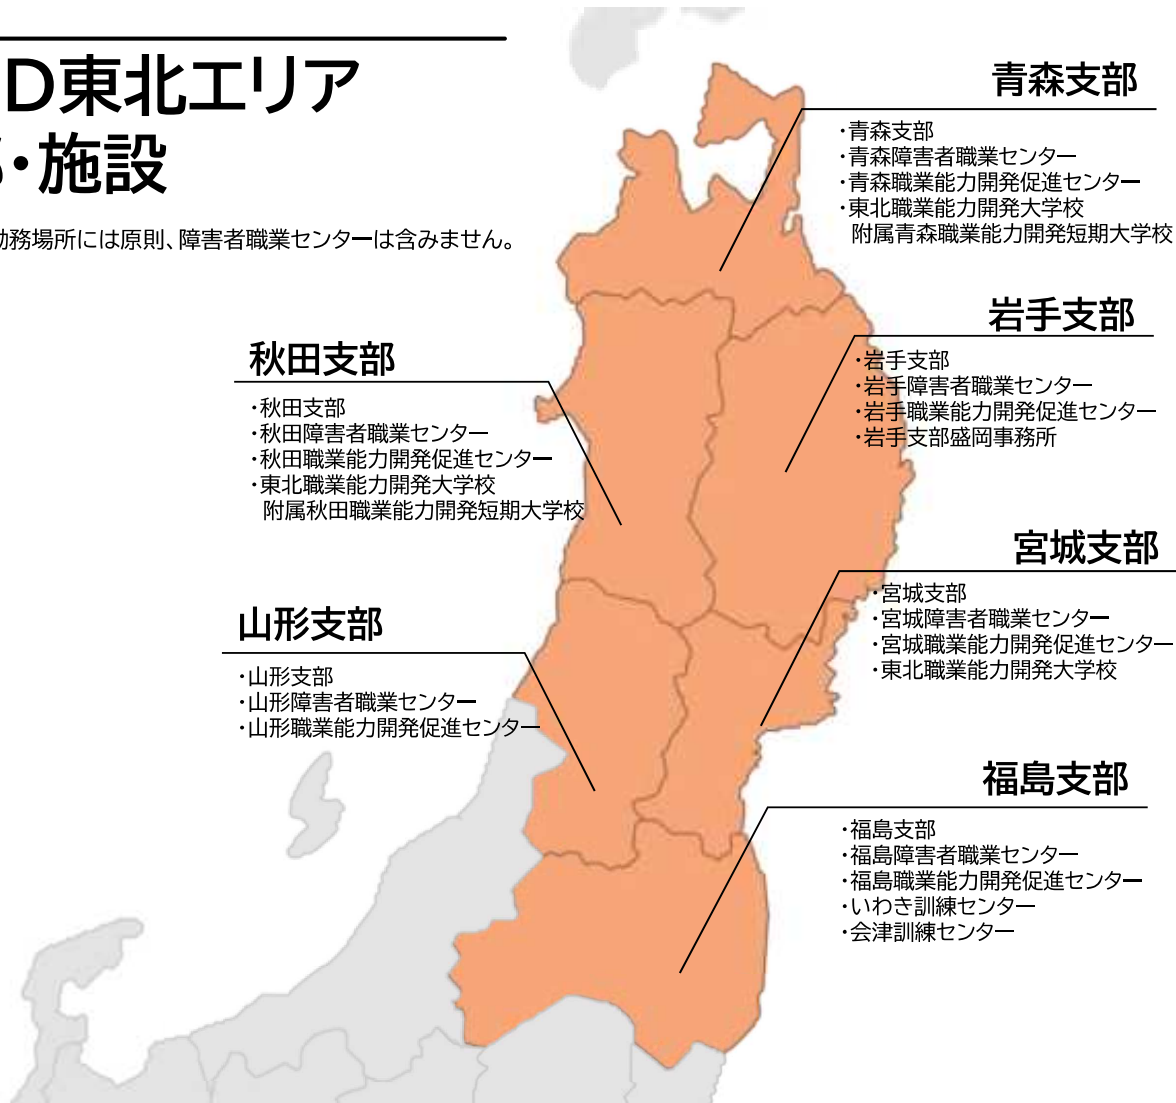 D東北エリア
・施設
務場所には原則、障害者職業センターは含みません。
青森支部
・青森支部
・青森障害者職業センター
・青森職業能力開発促進センター
・東北職業能力開発大学校
附属青森職業能力開発短期大学校
岩手支部
・岩手支部
・岩手障害者職業センター
・岩手職業能力開発促進センター
・岩手支部盛岡事務所
秋田支部
・秋田支部
・秋田障害者職業センター
・秋田職業能力開発促進センター
・東北職業能力開発大学校
附属秋田職業能力開発短期大学校
宮城支部
・宮城支部
・宮城障害者職業センター
・宮城職業能力開発促進センター
・東北職業能力開発大学校
山形支部
・山形支部
・山形障害者職業センター
・山形職業能力開発促進センター
福島支部
・福島支部
・福島障害者職業センター
・福島職業能力開発促進センター
・いわき訓練センター
・会津訓練センター